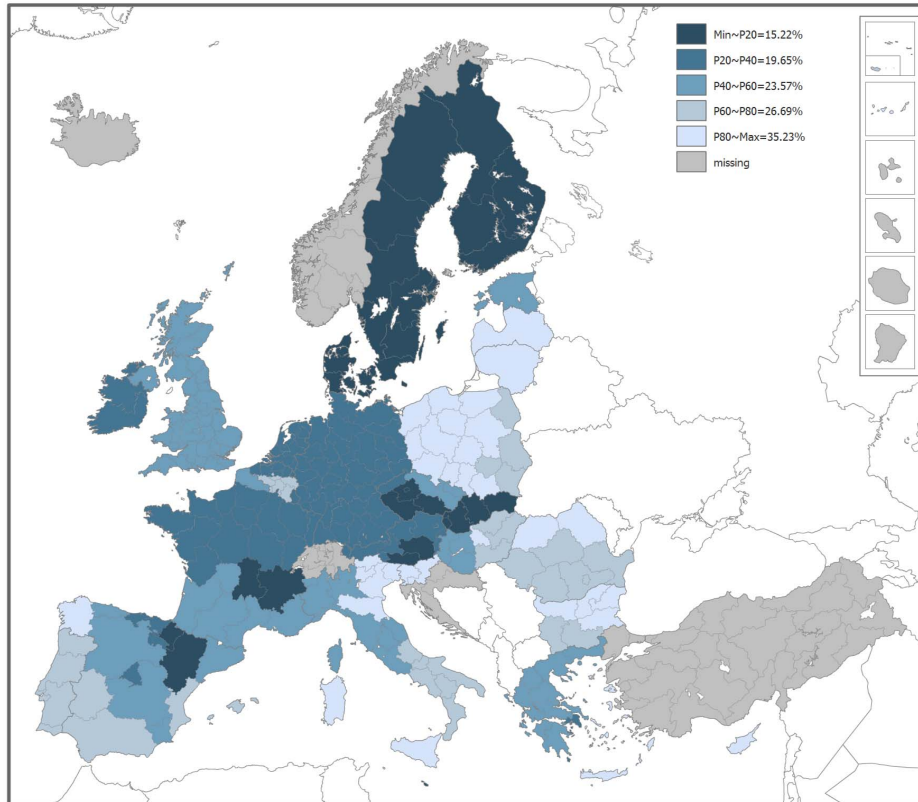 Min~P20=15.22%
P20~P40=19.65%
P40~P60=23.57%
P60~P80=26.69%
P80~Max=35.23%
missing